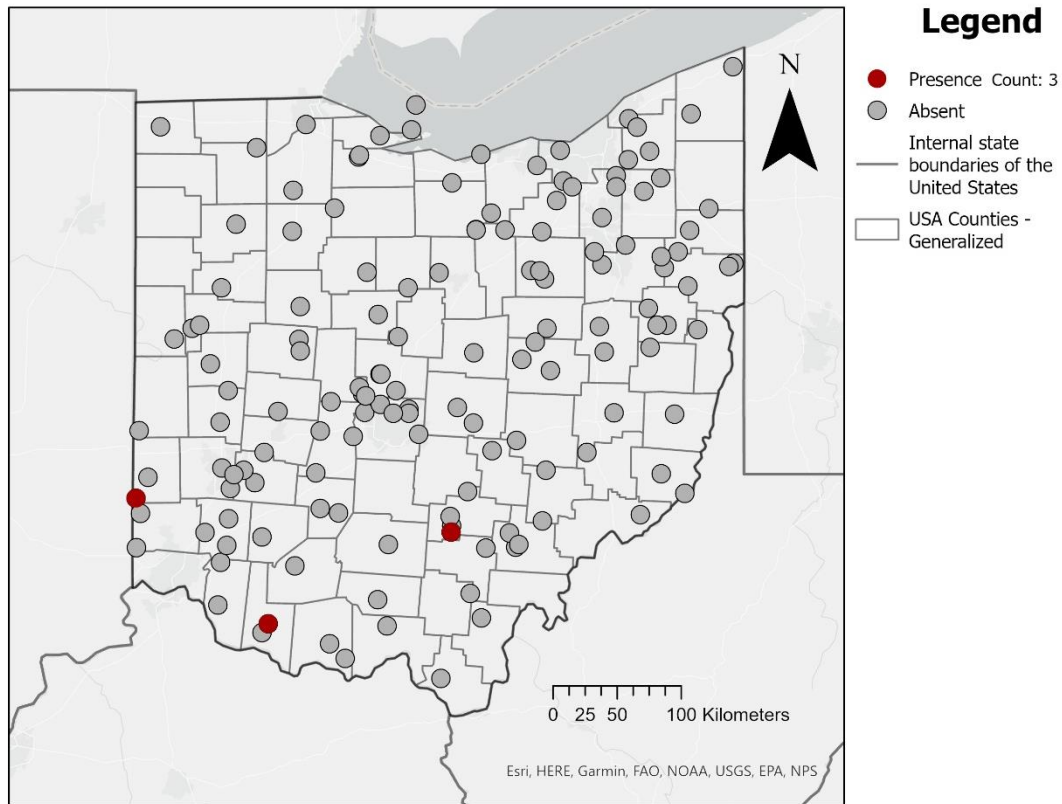 Legend
N
Presence Count: 3
Absent
Internal state
boundaries of the
United States
USA Counties -
Generalized
0 25 50 100 Kilometers
Esri, HERE, Garmin, FAO, NOAA, USGS, EPA, NPS